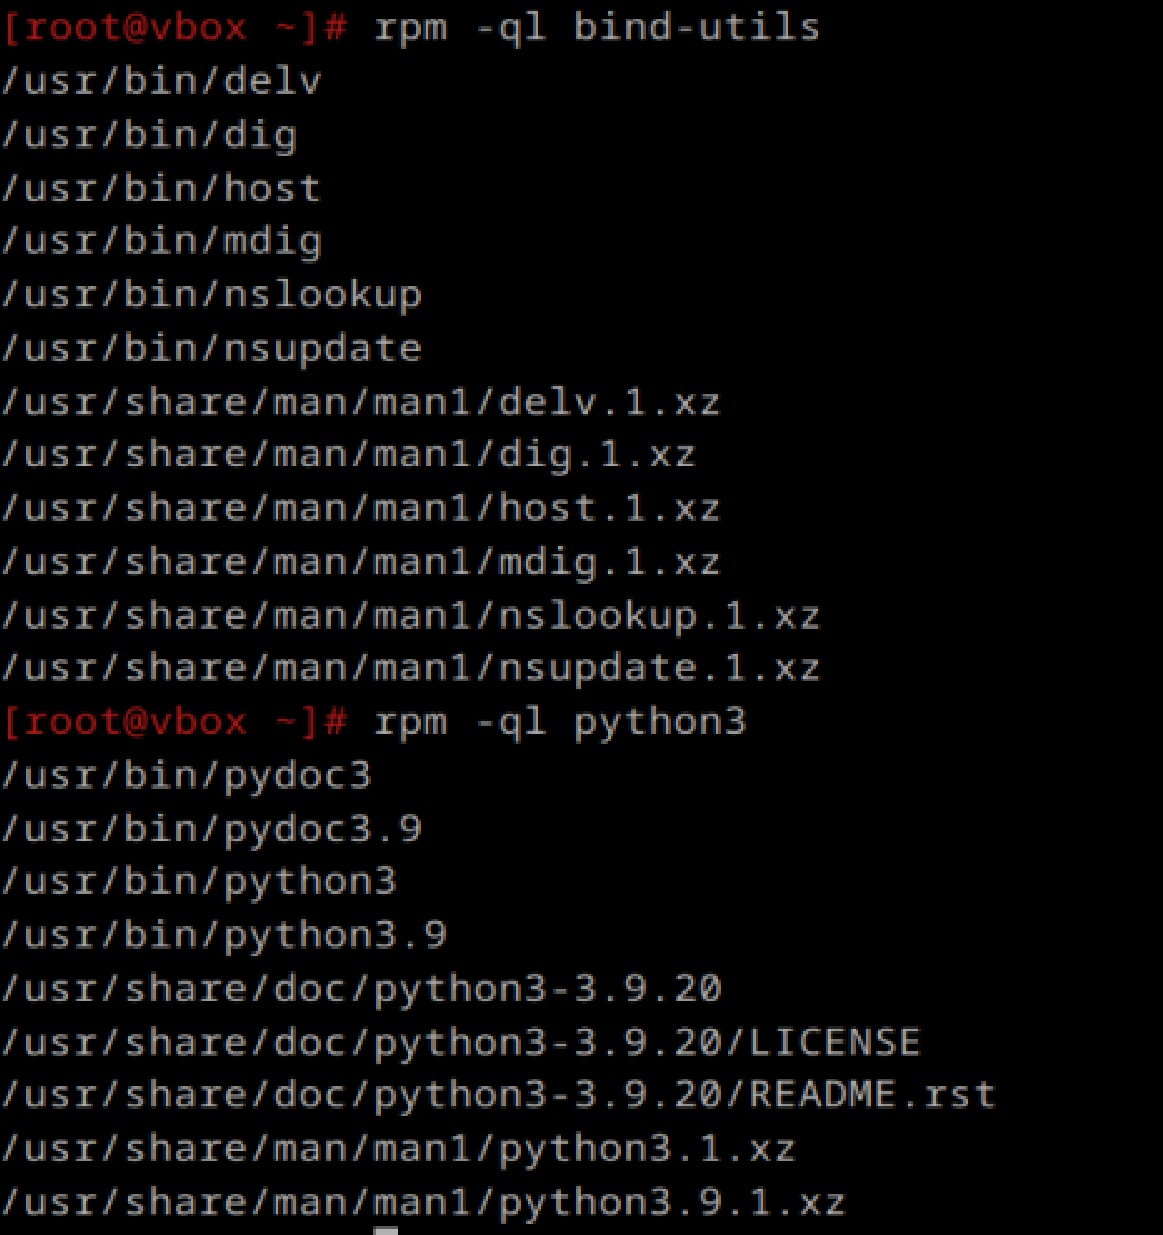 [root@vbox ~]# rpm -ql bind-utils
/usr/bin/delv
/usr/bin/dig
/usr/bin/host
/usr/bin/mdig
/usr/bin/nslookup
/usr/bin/nsupdate
/usr/share/man/man1/delv.1.xz
/usr/share/man/man1/dig.1.xz
/usr/share/man/man1/host.1.xz
/usr/share/man/man1/mdig.1.xz
/usr/share/man/man1/nslookup.1.xz
/usr/share/man/man1/nsupdate.1.xz
[root@vbox ~]# rpm -ql python3
/usr/bin/pydoc3
/usr/bin/pydoc3.9
/usr/bin/python3
/usr/bin/python3.9
/usr/share/doc/python3-3.9.20
/usr/share/doc/python3-3.9.20/LICENSE
/usr/share/doc/python3-3.9.20/README.rst
/usr/share/man/man1/python3.1.xz
/usr/share/man/man1/python3.9.1.xz